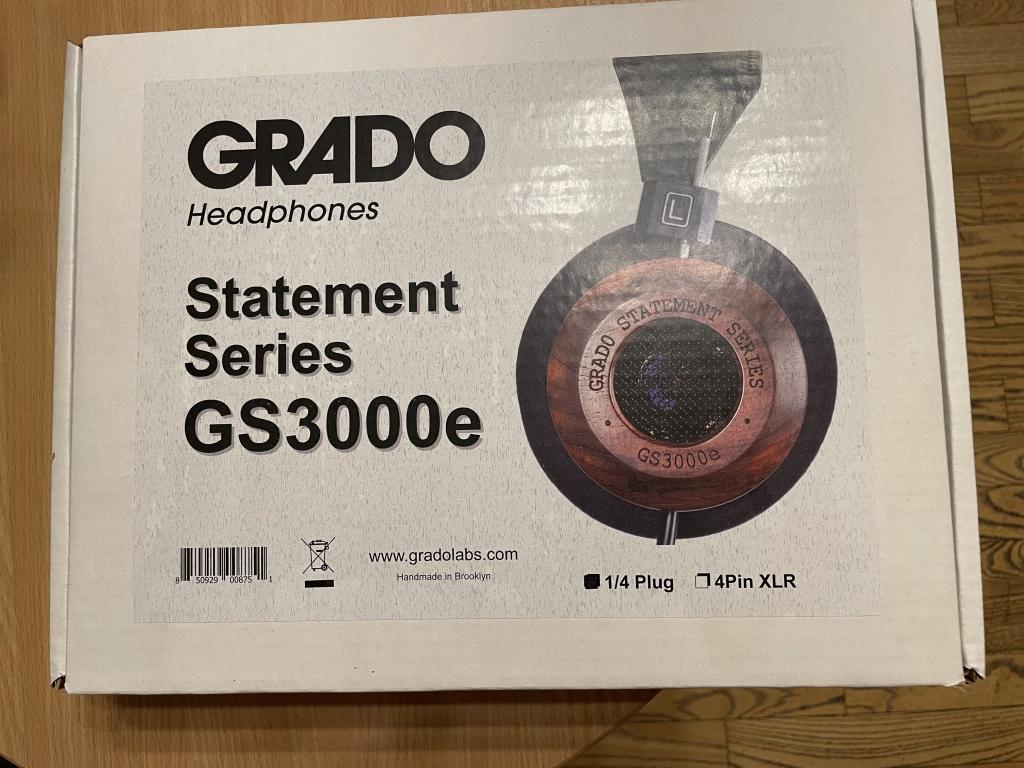 GRADO
Headphones
Statement
Series
GS3000e
L
GRADO STATEMENT SERIES
GS3000e
8 50929 00875 1
www.gradolabs.com
Handmade in Brooklyn
1/4 Plug
4Pin XLR